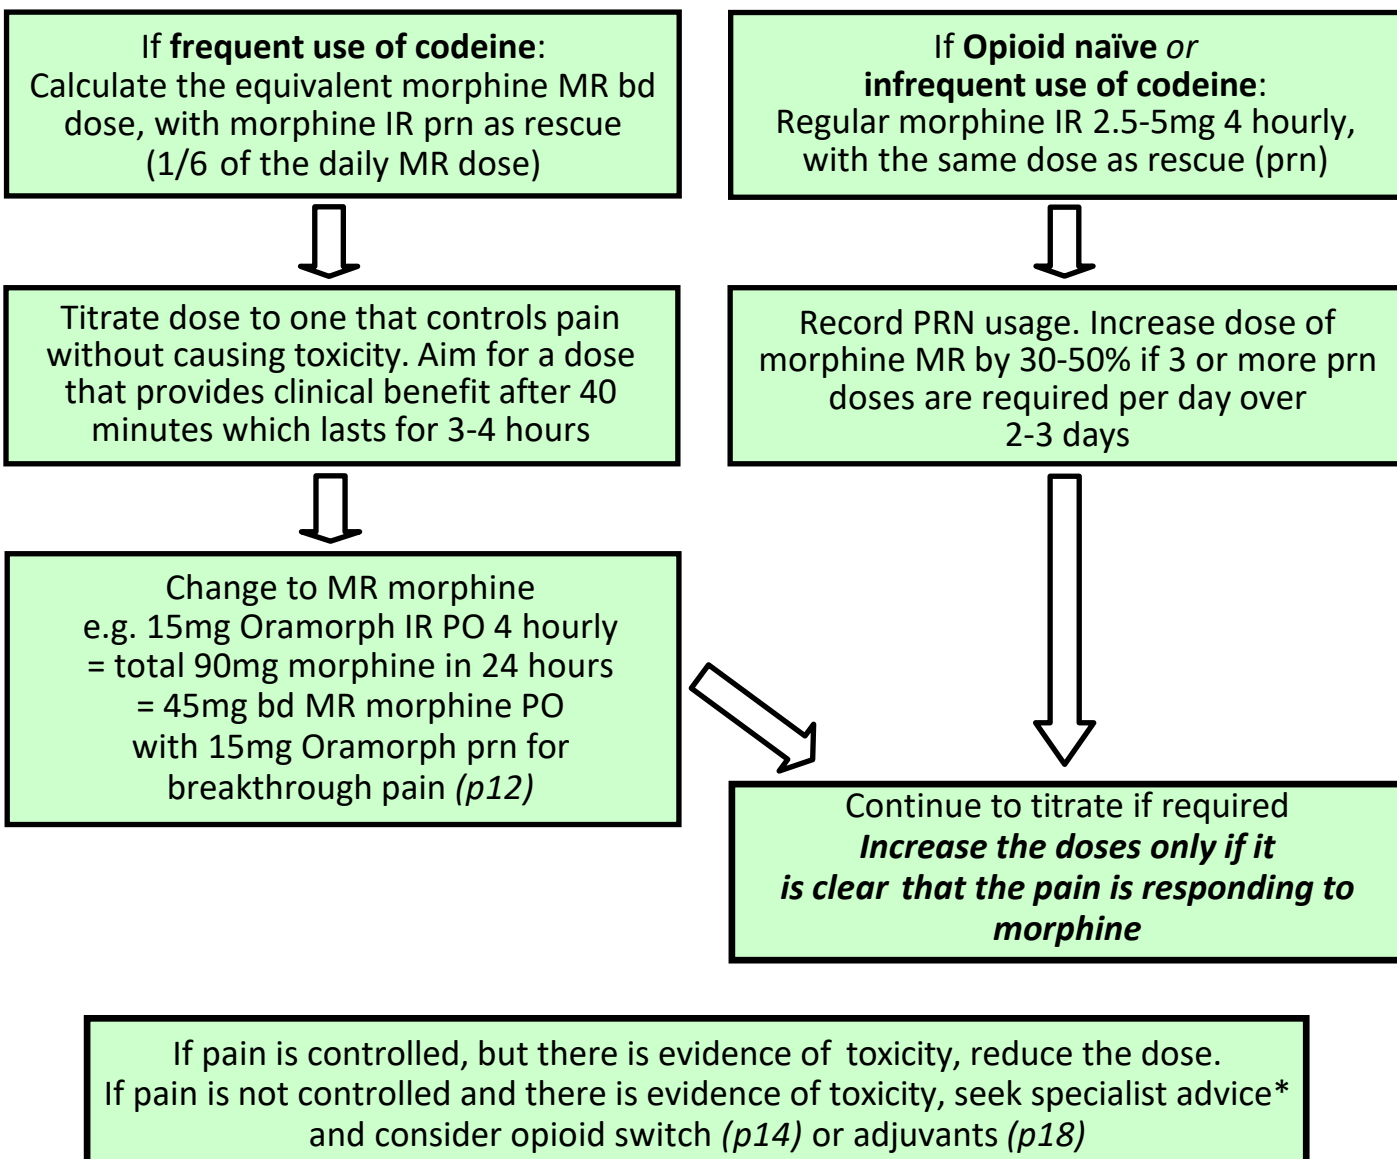 If frequent use of codeine:
Calculate the equivalent morphine MR bd
dose, with morphine IR prn as rescue
(1/6 of the daily MR dose)
If Opioid naïve or
infrequent use of codeine:
Regular morphine IR 2.5-5mg 4 hourly,
with the same dose as rescue (prn)
Titrate dose to one that controls pain
without causing toxicity. Aim for a dose
that provides clinical benefit after 40
minutes which lasts for 3-4 hours
Record PRN usage. Increase dose of
morphine MR by 30-50% if 3 or more prn
doses are required per day over
2-3 days
Change to MR morphine
e.g. 15mg Oramorph IR PO 4 hourly
= total 90mg morphine in 24 hours
= 45mg bd MR morphine PO
with 15mg Oramorph prn for
breakthrough pain (p12)
Continue to titrate if required
Increase the doses only if it
is clear that the pain is responding to
morphine
If pain is controlled, but there is evidence of toxicity, reduce the dose.
If pain is not controlled and there is evidence of toxicity, seek specialist advice*
and consider opioid switch (p14) or adjuvants (p18)